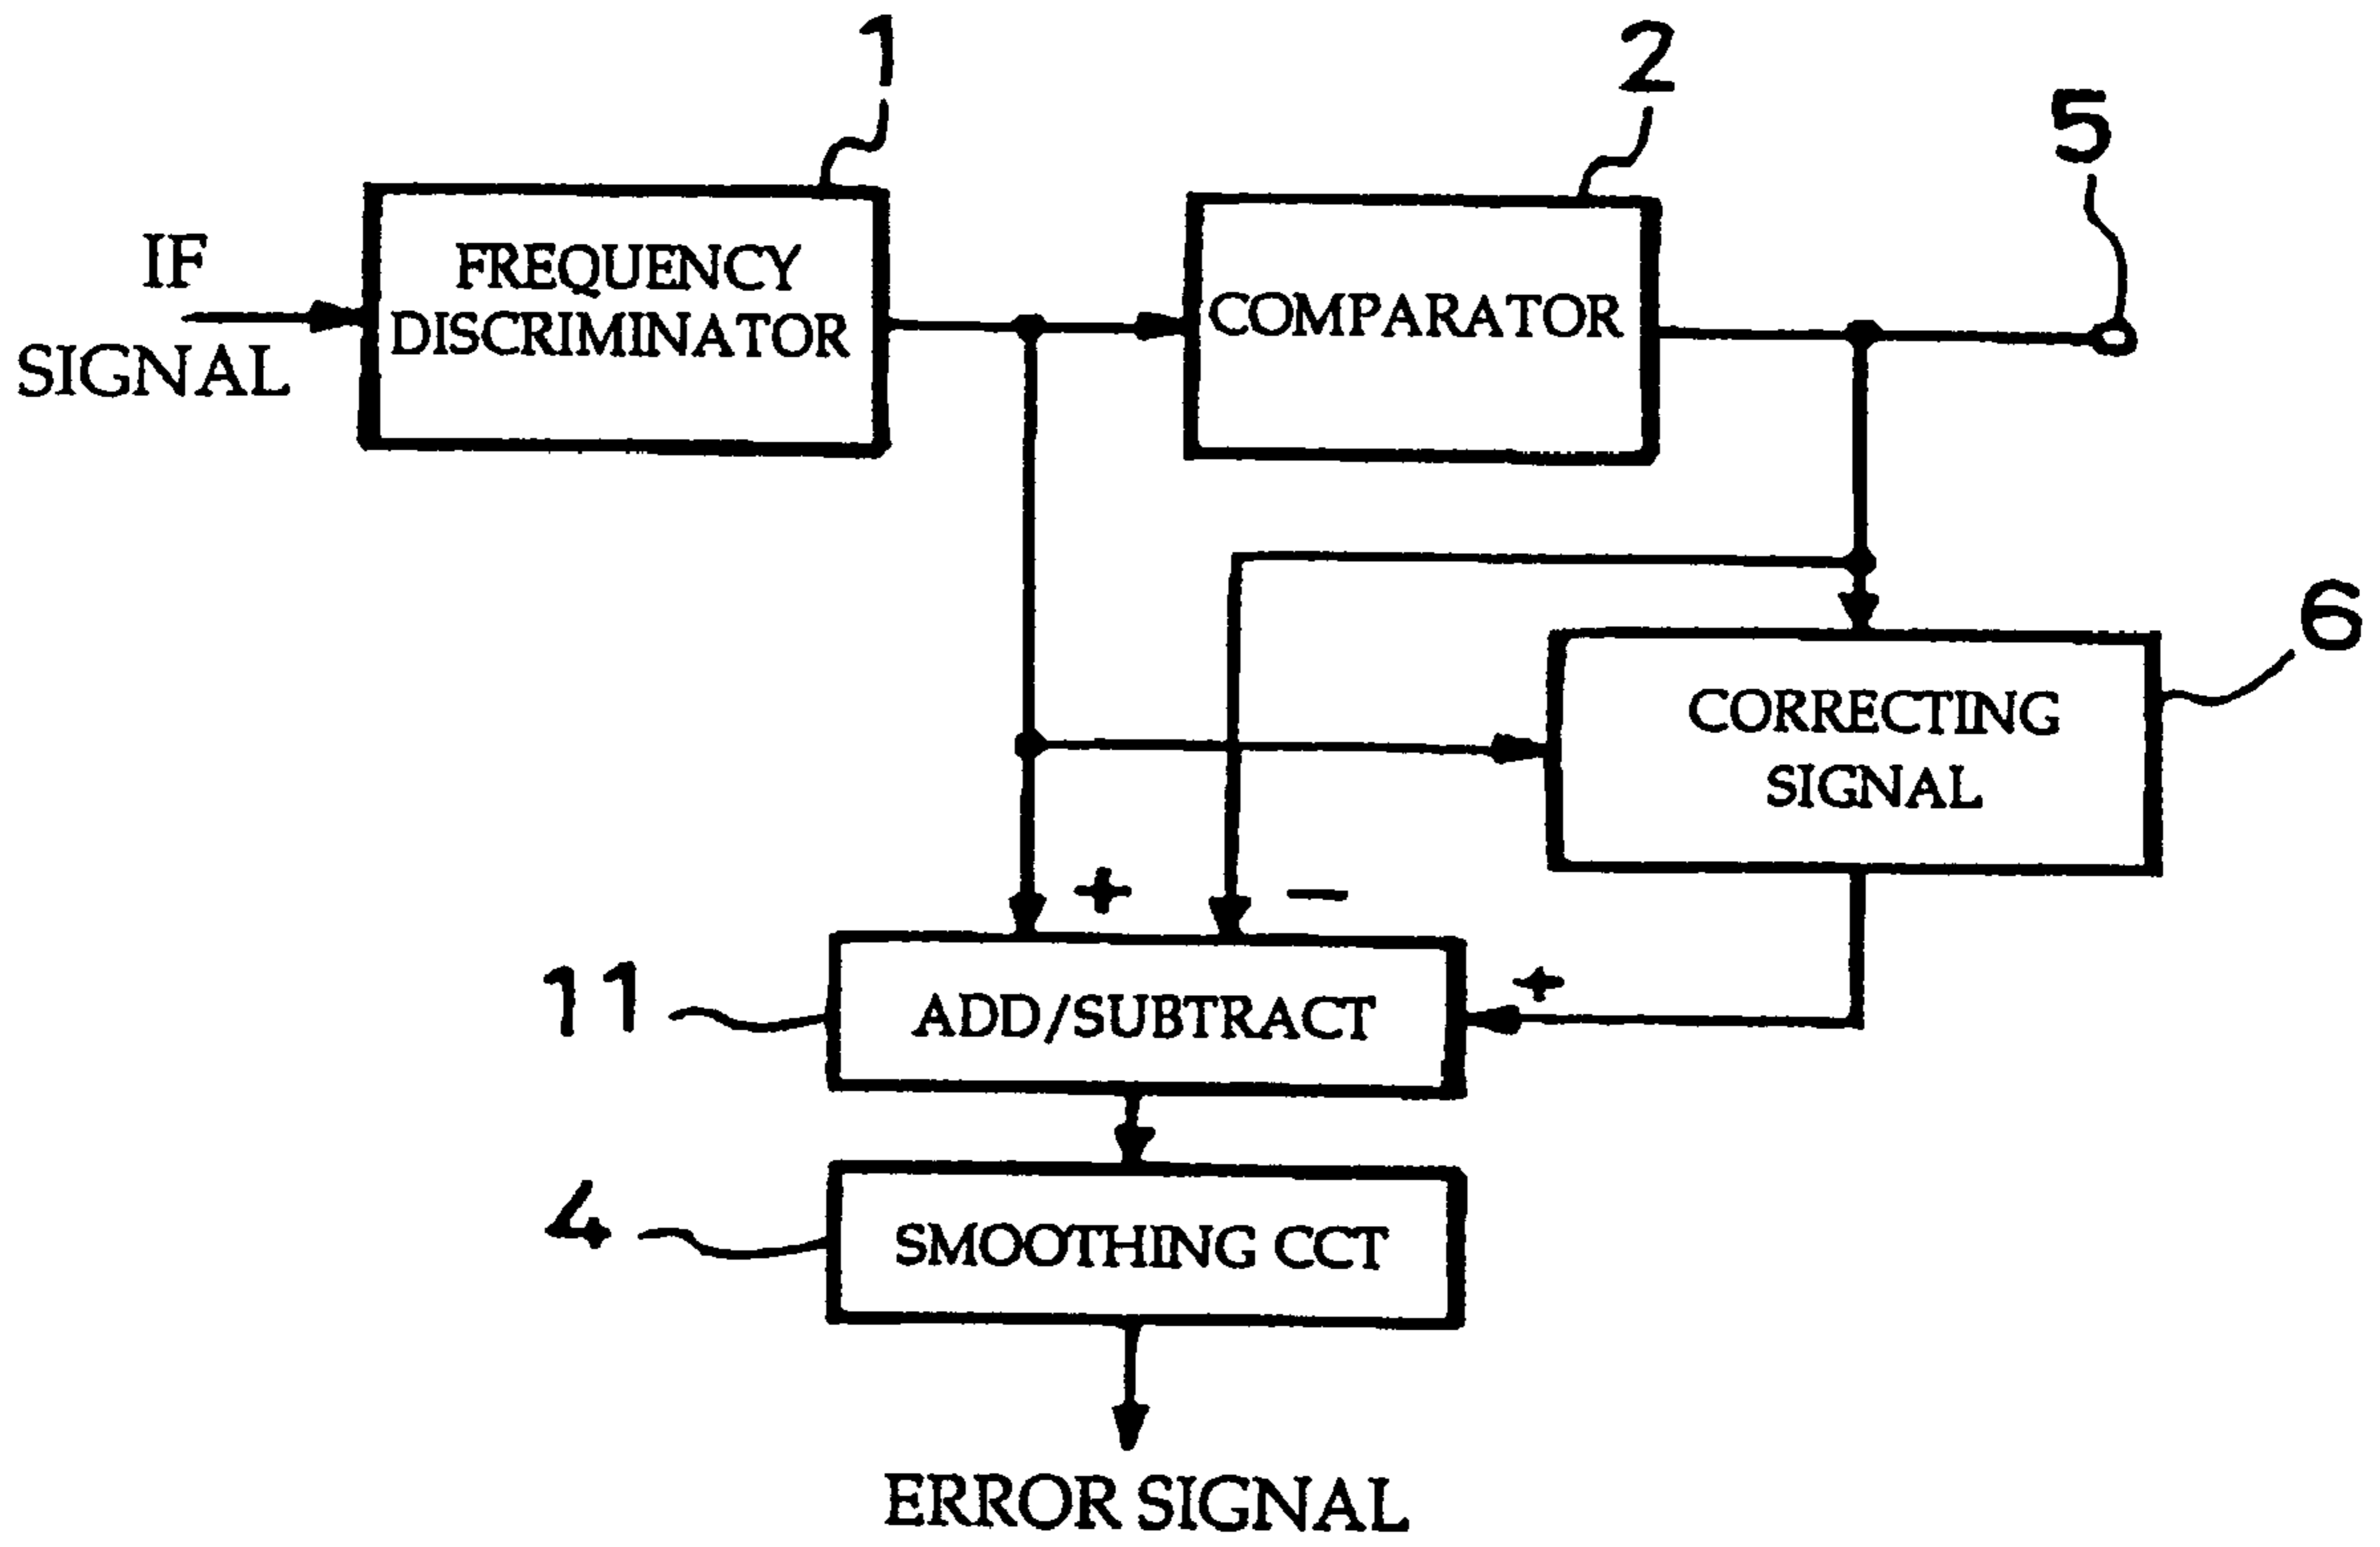 1
2
5
IF
SIGNAL
FREQUENCY
DISCRIMINATOR
COMPARATOR
6
CORRECTING
SIGNAL
+
−
+
11
ADD/SUBTRACT
4
SMOOTHING CCT
ERROR SIGNAL